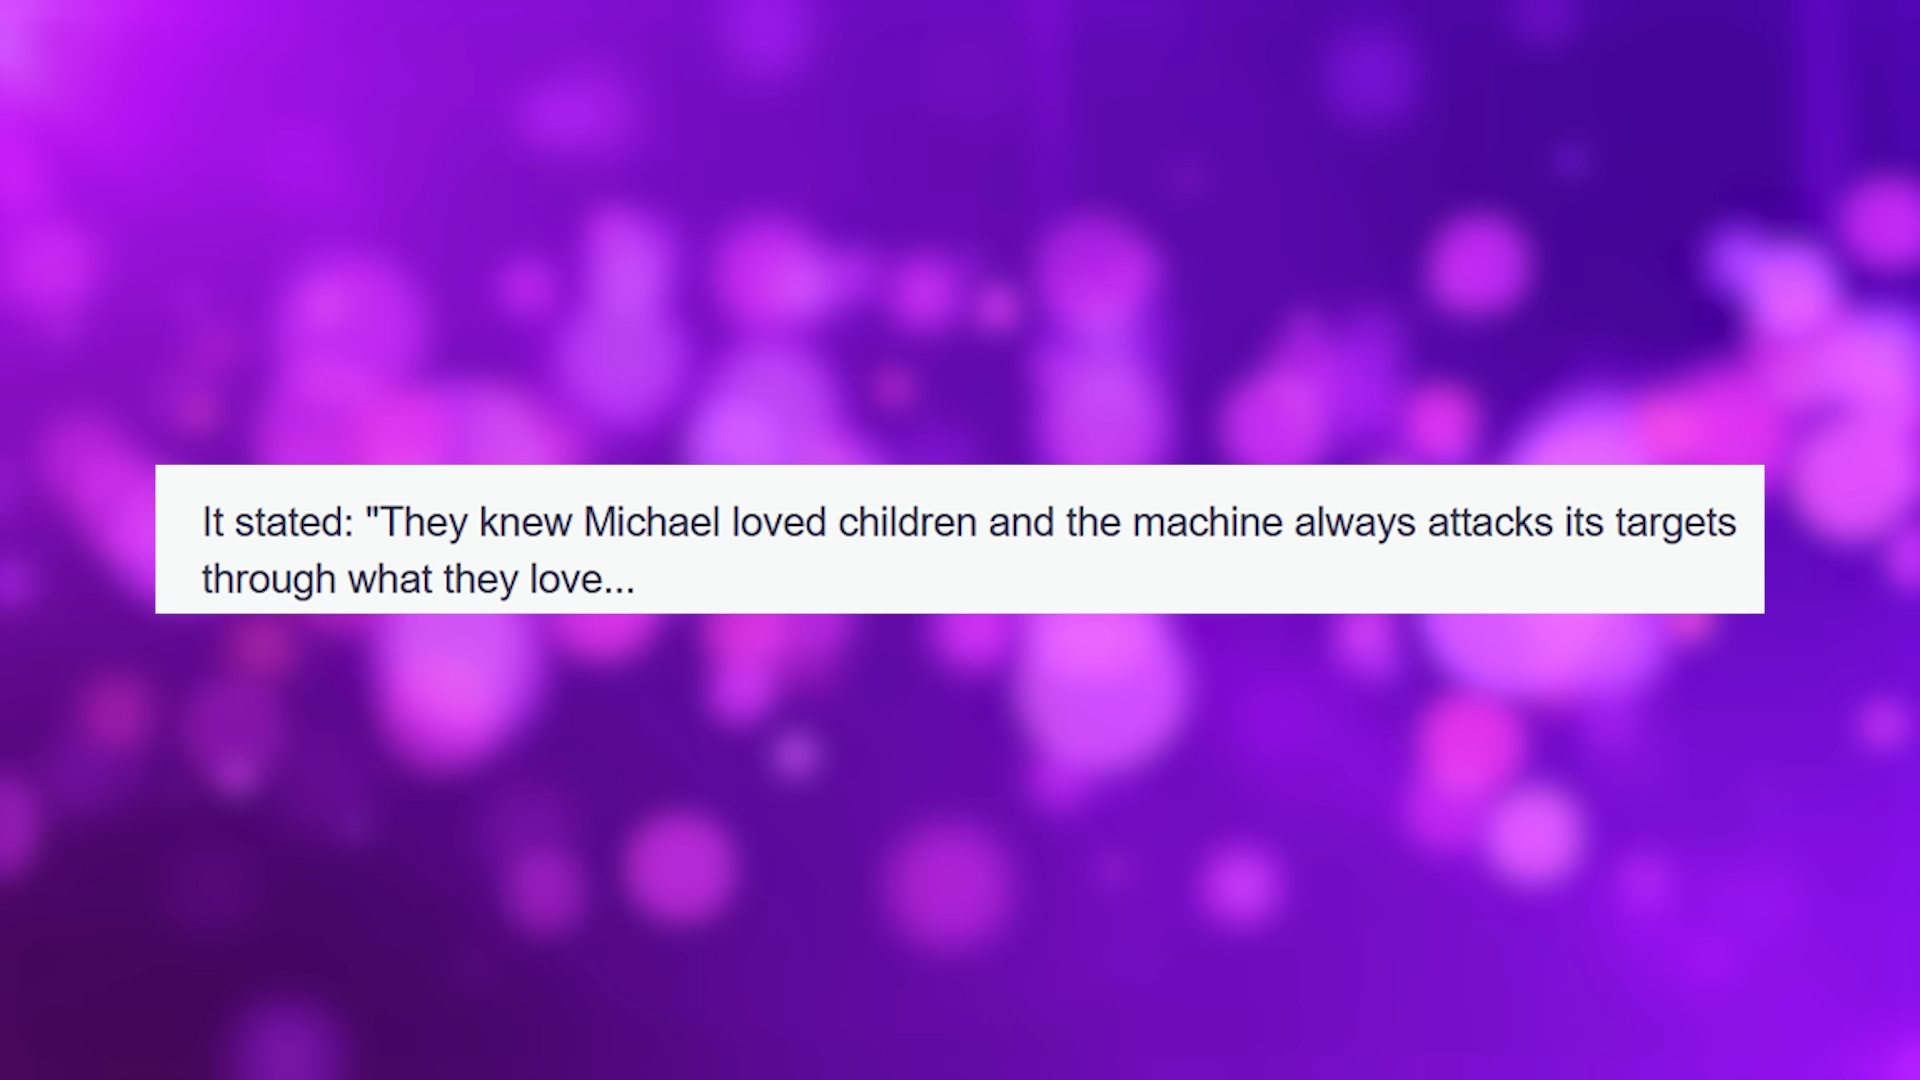 It stated: "They knew Michael loved children and the machine always attacks its targets
through what they love...